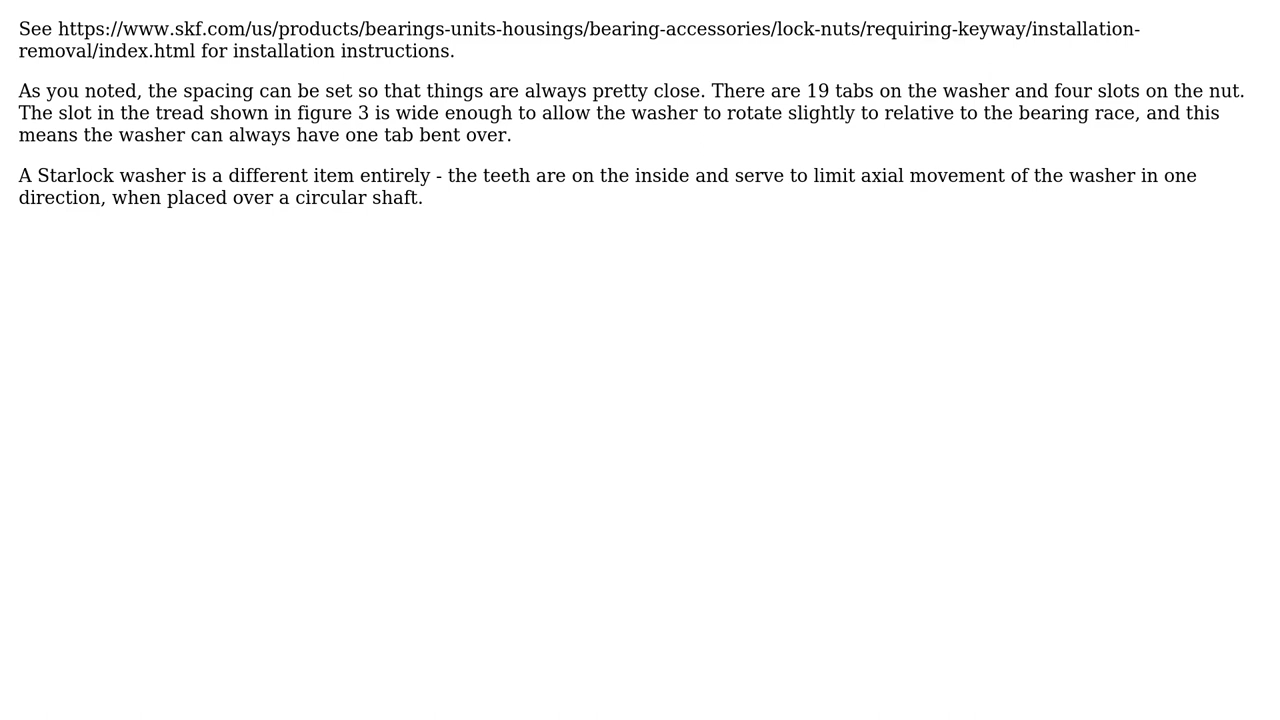 See https://www.skf.com/us/products/bearings-units-housings/bearing-accessories/lock-nuts/requiring-keyway/installation-
removal/index.html for installation instructions.
As you noted, the spacing can be set so that things are always pretty close. There are 19 tabs on the washer and four slots on the nut.
The slot in the tread shown in figure 3 is wide enough to allow the washer to rotate slightly to relative to the bearing race, and this
means the washer can always have one tab bent over.
A Starlock washer is a different item entirely - the teeth are on the inside and serve to limit axial movement of the washer in one
direction, when placed over a circular shaft.